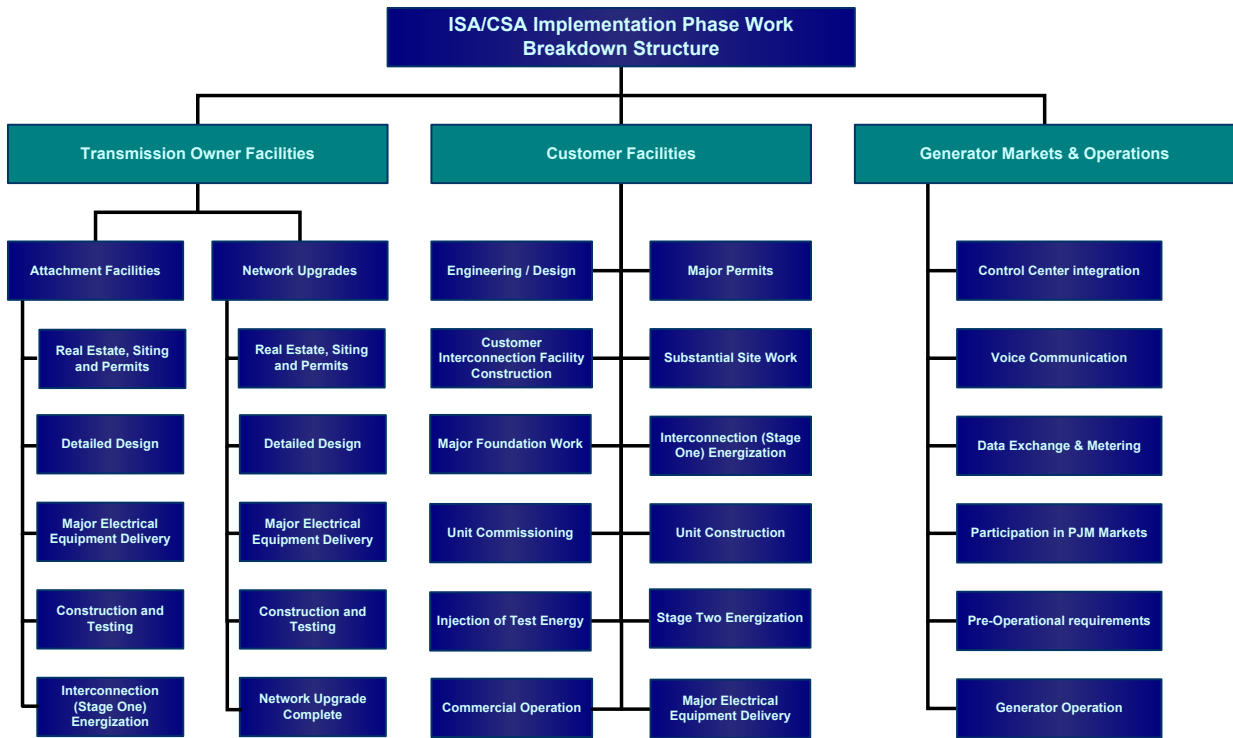 ISA/CSA Implementation Phase Work
Breakdown Structure
Transmission Owner Facilities
Customer Facilities
Generator Markets & Operations
Attachment Facilities
Network Upgrades
Engineering / Design
Major Permits
Control Center integration
Real Estate, Siting
and Permits
Real Estate, Siting
and Permits
Customer
Interconnection Facility
Construction
Substantial Site Work
Voice Communication
Detailed Design
Detailed Design
Major Foundation Work
Interconnection (Stage
One) Energization
Data Exchange & Metering
Major Electrical
Equipment Delivery
Major Electrical
Equipment Delivery
Unit Commissioning
Unit Construction
Participation in PJM Markets
Construction and
Testing
Construction and
Testing
Injection of Test Energy
Stage Two Energization
Pre-Operational requirements
Interconnection
(Stage One)
Energization
Network Upgrade
Complete
Commercial Operation
Major Electrical
Equipment Delivery
Generator Operation